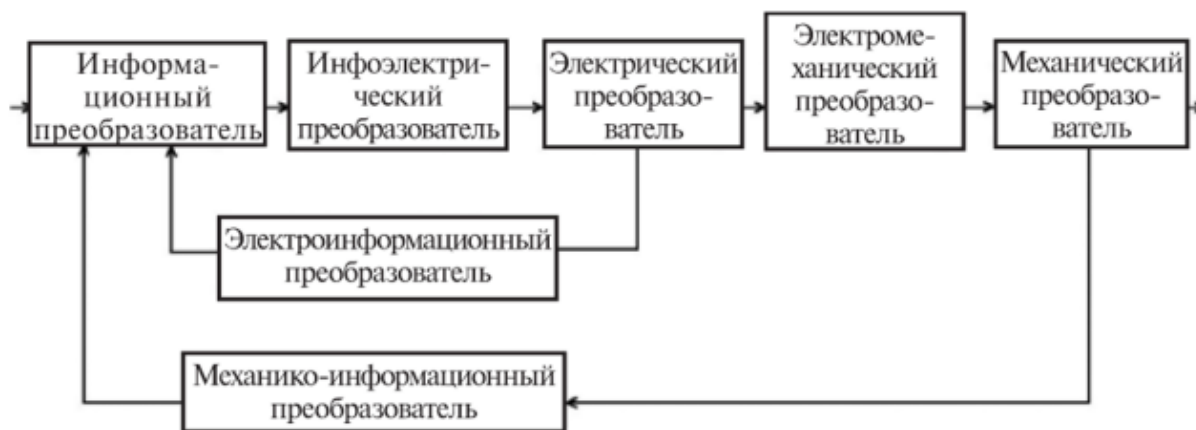 Информа-
ционный
преобразователь
Инфоэлектри-
ческий
преобразователь
Электрический
преобразо-
ватель
Электроме-
ханический
преобразо-
ватель
Механический
преобразо-
ватель
Электроинформационный
преобразователь
Механико-информационный
преобразователь